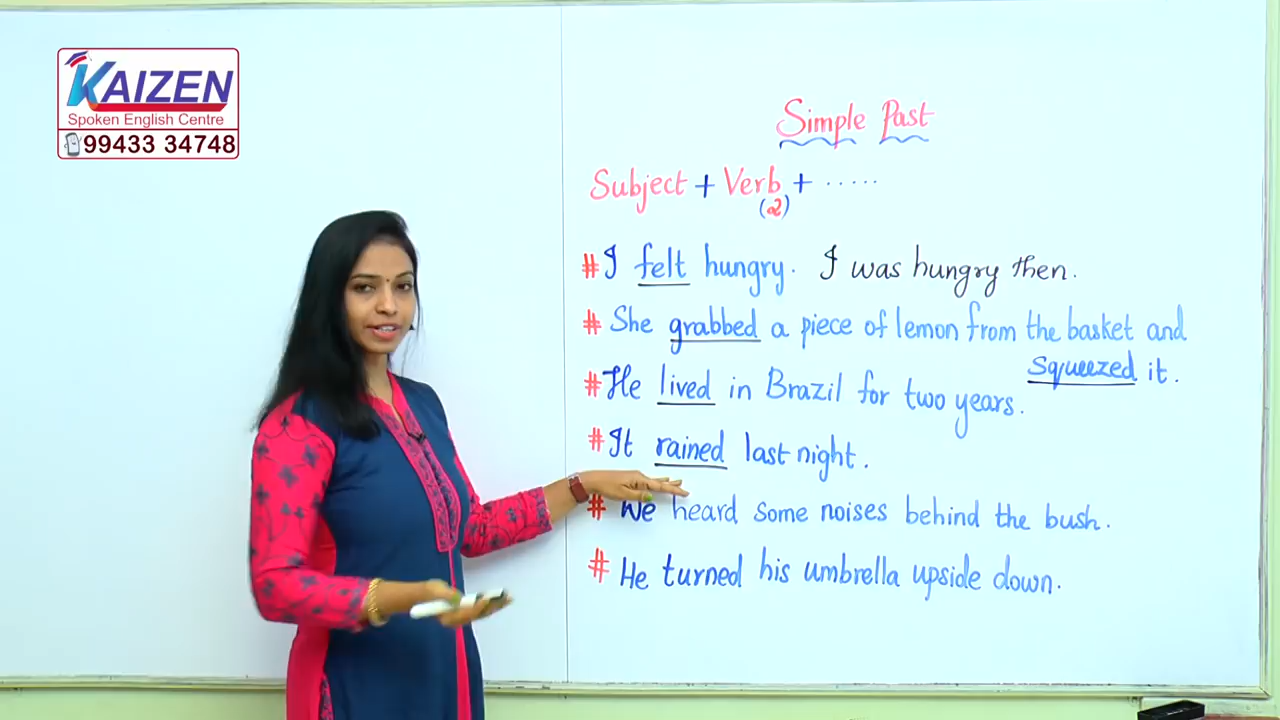 KAIZEN
Spoken English Centre
99433 34748
Simple Past
Subject + Verb + .....
(2)
# I felt hungry. I was hungry then.
# She grabbed a piece of lemon from the basket and
squeezed it.
# He lived in Brazil for two years.
# It rained last night.
# We heard some noises behind the bush.
# He turned his umbrella upside down.